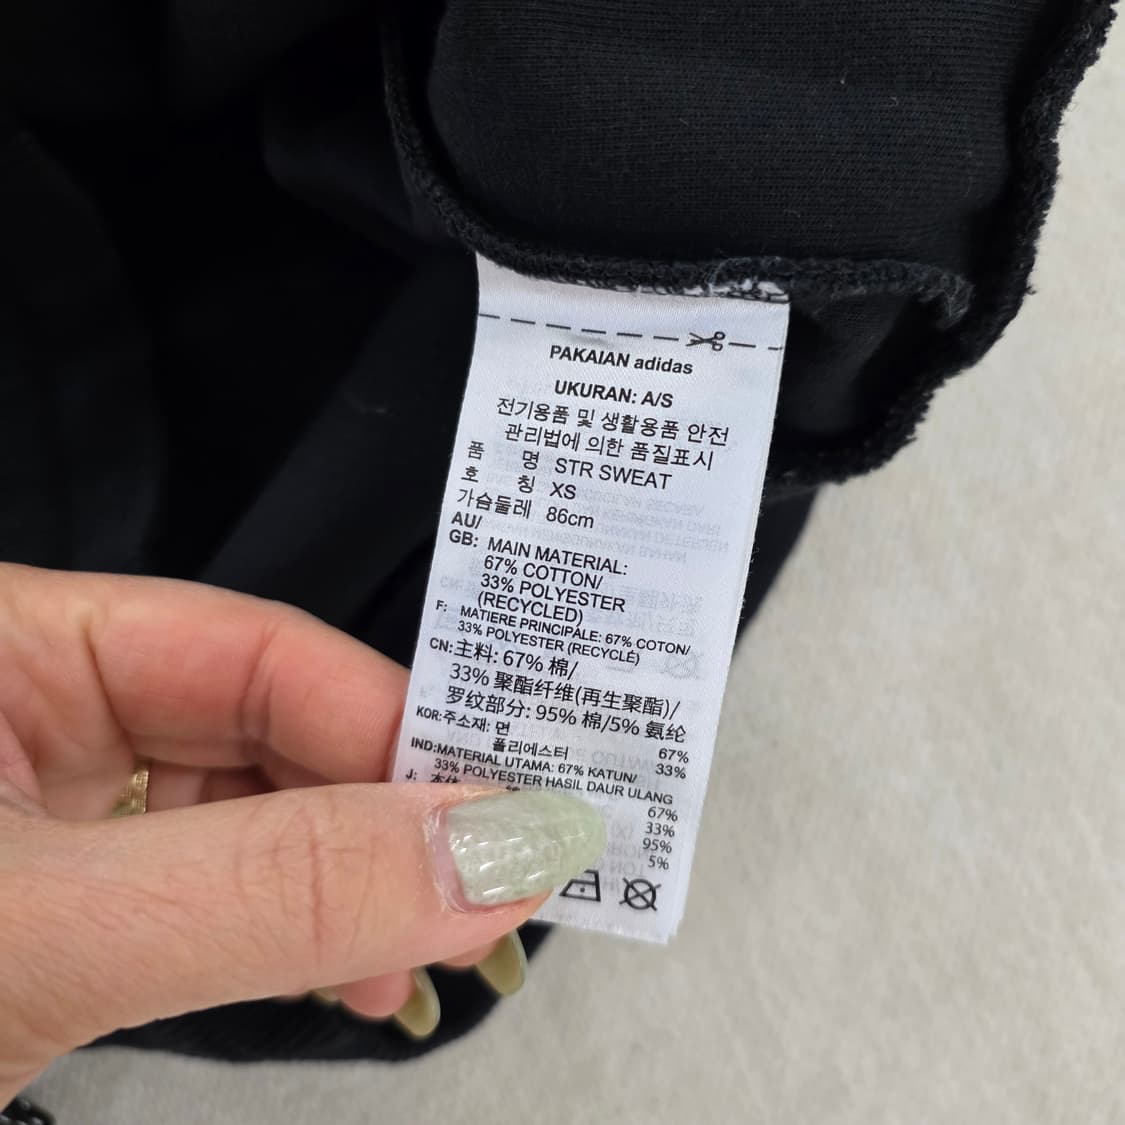 PAKAIAN adidas
UKURAN: A/S
전기용품 및 생활용품 안전
관리법에 의한 품질표시
품 명 STR SWEAT
호 칭 XS
가슴둘레 86cm
AU/
GB: MAIN MATERIAL:
67% COTTON/
33% POLYESTER
(RECYCLED)
F: MATIERE PRINCIPALE: 67% COTON/
33% POLYESTER (RECYCLÉ)
CN:主料: 67% 棉/
33% 聚酯纤维(再生聚酯)/
罗纹部分: 95% 棉/5% 氨纶
KOR:주소재: 면 67%
폴리에스터 33%
IND:MATERIAL UTAMA: 67% KATUN/
33% POLYESTER HASIL DAUR ULANG
J: 本体 67%
33%
95%
5%